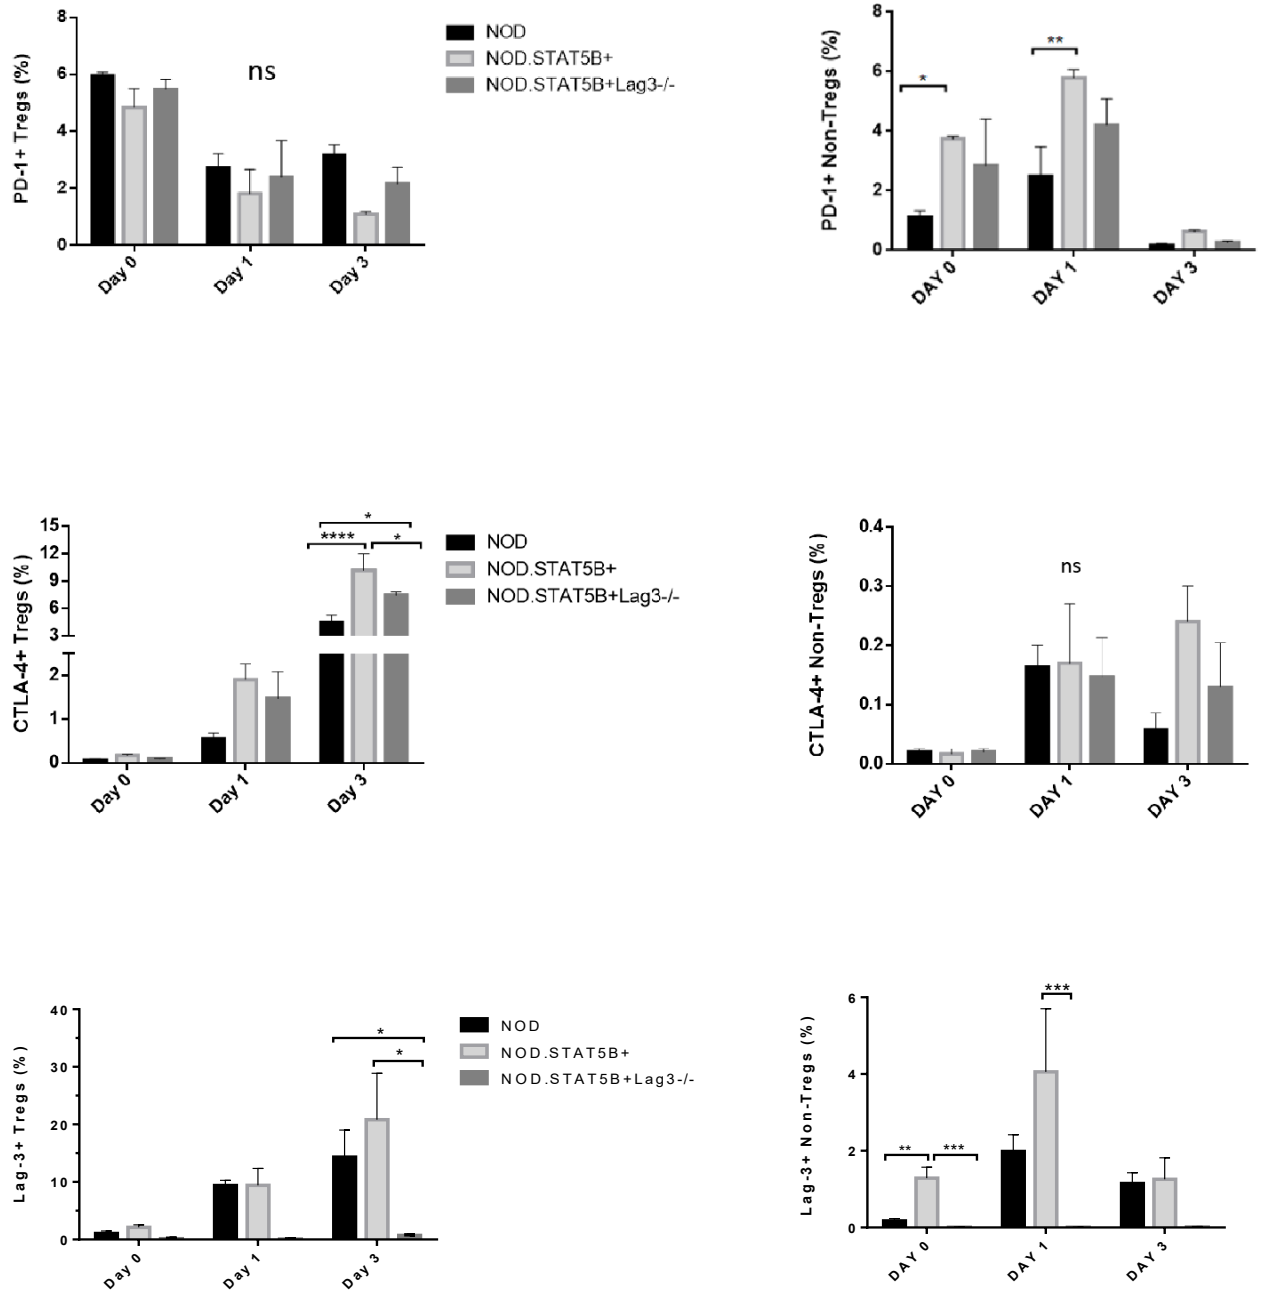 PD-1+ Tregs (%)
8
6
4
2
0
ns
Day 0
Day 1
Day 3
NOD
NOD.STAT5B+
NOD.STAT5B+Lag3-/-
PD-1+ Non-Tregs (%)
8
6
4
2
0
*
**
DAY 0
DAY 1
DAY 3
CTLA-4+ Tregs (%)
15
12
9
6
3
2
1
0
*
****
*
Day 0
Day 1
Day 3
NOD
NOD.STAT5B+
NOD.STAT5B+Lag3-/-
CTLA-4+ Non-Tregs (%)
0.4
0.3
0.2
0.1
0.0
ns
DAY 0
DAY 1
DAY 3
Lag-3+ Tregs (%)
40
30
20
10
0
*
*
Day 0
Day 1
Day 3
NOD
NOD.STAT5B+
NOD.STAT5B+Lag3-/-
Lag-3+ Non-Tregs (%)
6
4
2
0
**
***
***
DAY 0
DAY 1
DAY 3